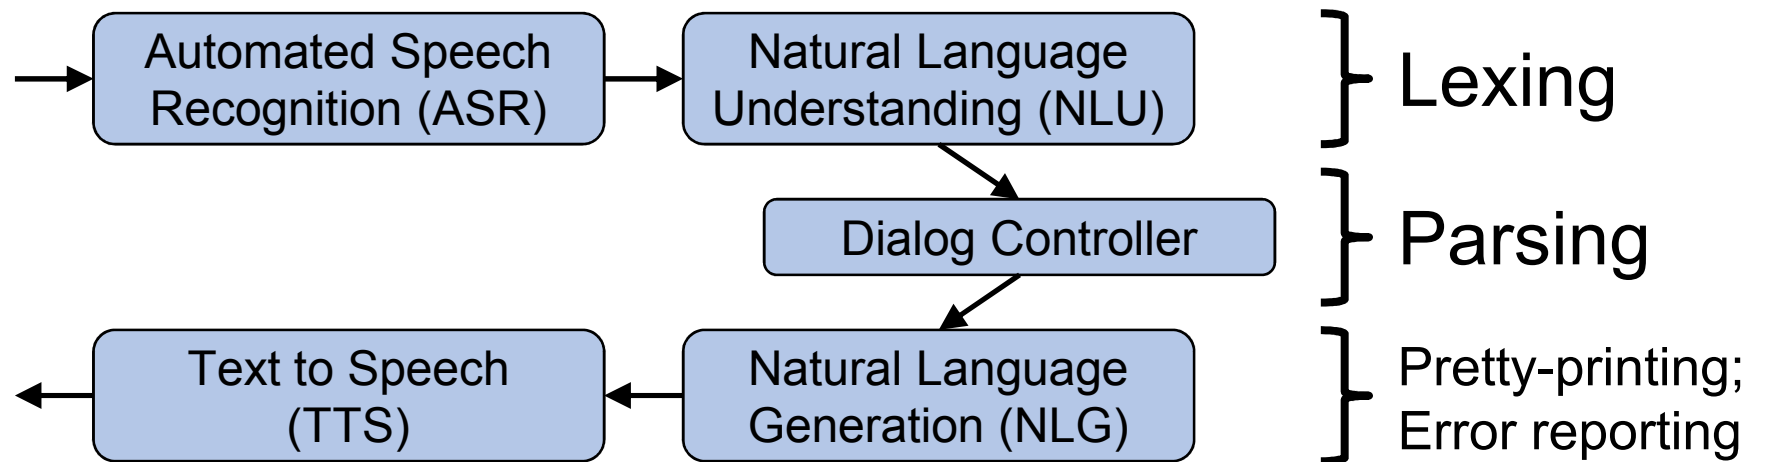 Automated Speech
Recognition (ASR)
Natural Language
Understanding (NLU)
Lexing
Dialog Controller
Parsing
Text to Speech
(TTS)
Natural Language
Generation (NLG)
Pretty-printing;
Error reporting